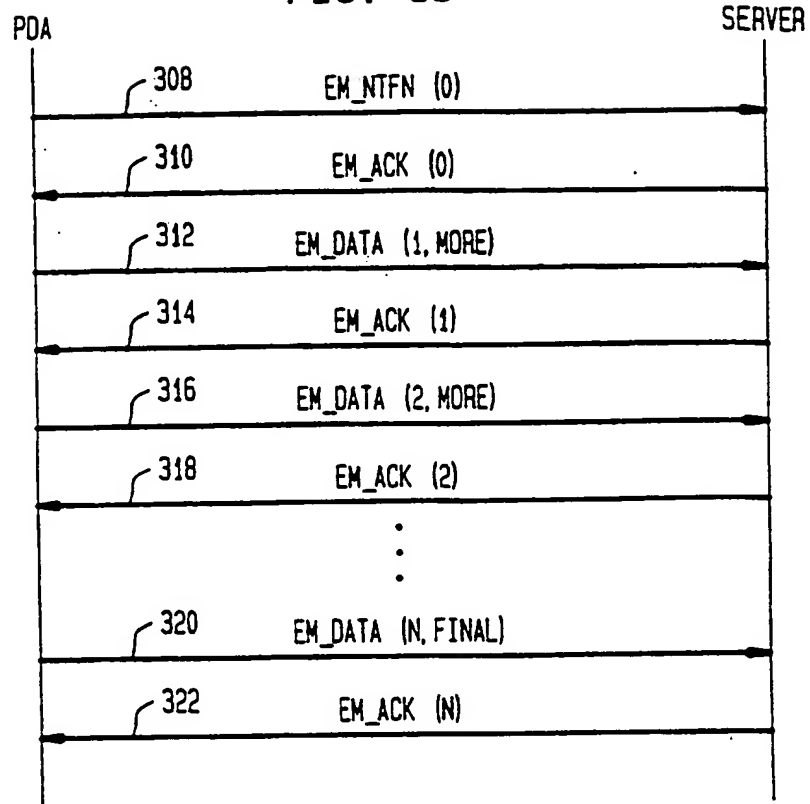 PDA
SERVER
308
EM_NTFN (0)
310
EM_ACK (0)
312
EM_DATA (1, MORE)
314
EM_ACK (1)
316
EM_DATA (2, MORE)
318
EM_ACK (2)
320
EM_DATA (N, FINAL)
322
EM_ACK (N)